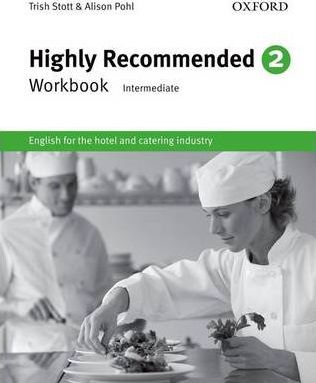 Trish Stott & Alison Pohl OXFORD
Highly Recommended 2
Workbook Intermediate
English for the hotel and catering industry